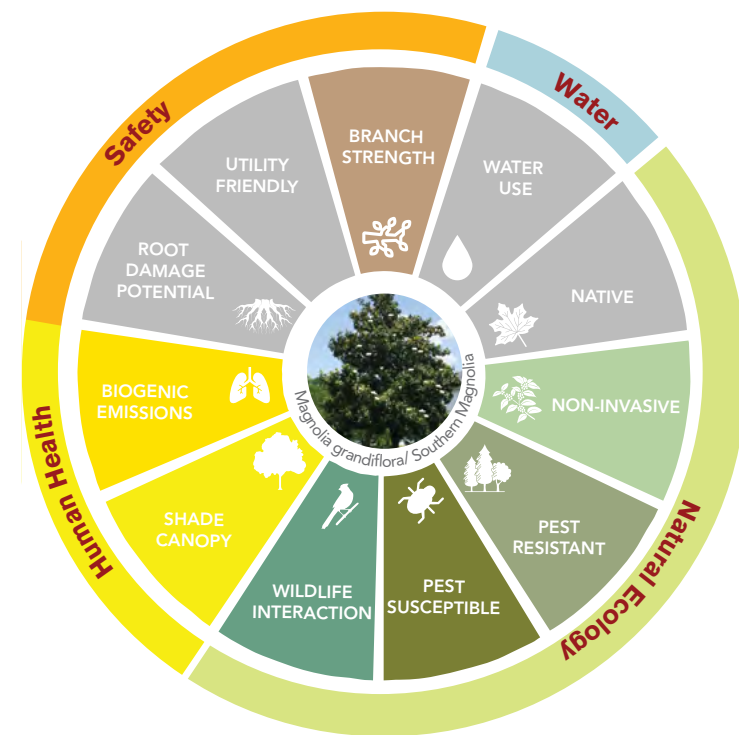 Safety
Water
Natural Ecology
Human Health
BRANCH
STRENGTH
WATER
USE
NATIVE
NON-INVASIVE
PEST
RESISTANT
PEST
SUSCEPTIBLE
WILDLIFE
INTERACTION
SHADE
CANOPY
BIOGENIC
EMISSIONS
ROOT
DAMAGE
POTENTIAL
UTILITY
FRIENDLY
Magnolia grandiflora/ Southern Magnolia